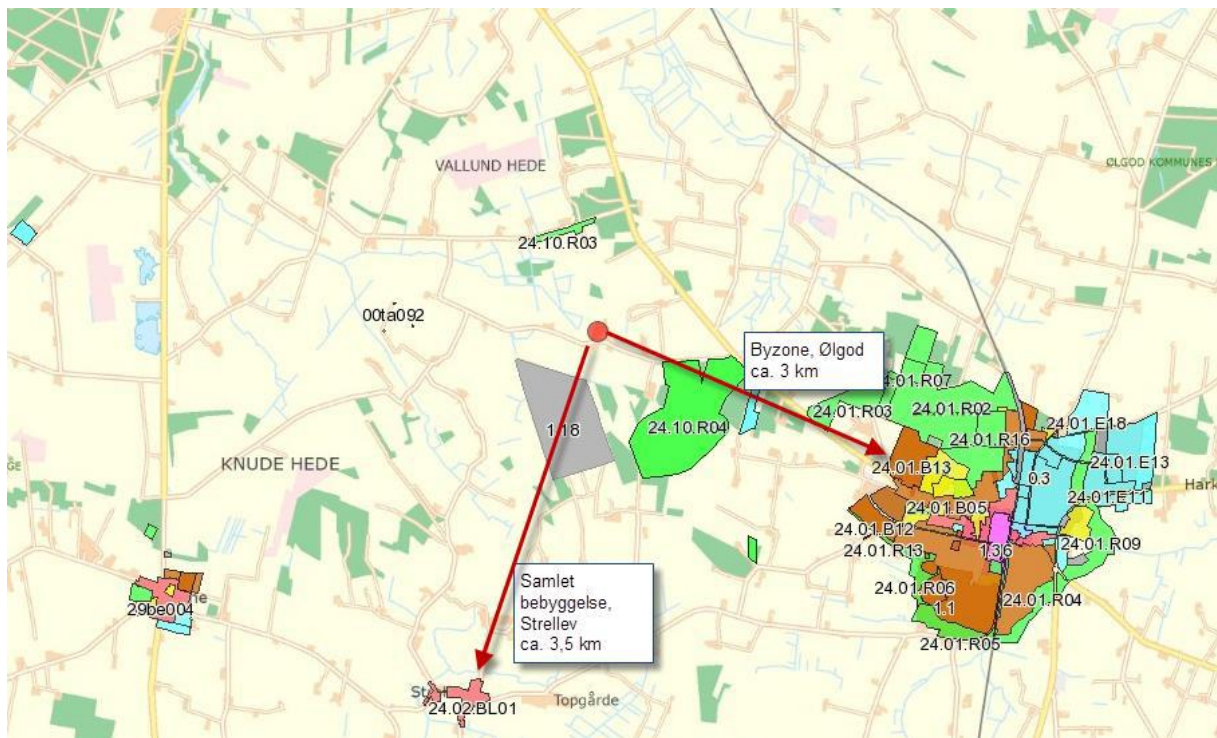 VALLUND HEDE
ØLGOD KOMMUNES
24.10.R03
00ta092
Byzone, Ølgod
ca. 3 km
24.01.R07
24.01.R03
24.01.R02
24.10.R04
1.18
24.01.R16
24.01.E18
KNUDE HEDE
24.01.B13
0.3
24.01.E13
24.01.E11
24.01.B05
24.01.B12
24.01.R13
24.01.R09
Samlet
bebyggelse,
Strellev
ca. 3,5 km
24.01.R06
1.1
24.01.R04
29be004
24.01.R05
24.02.BL01
Topgårde